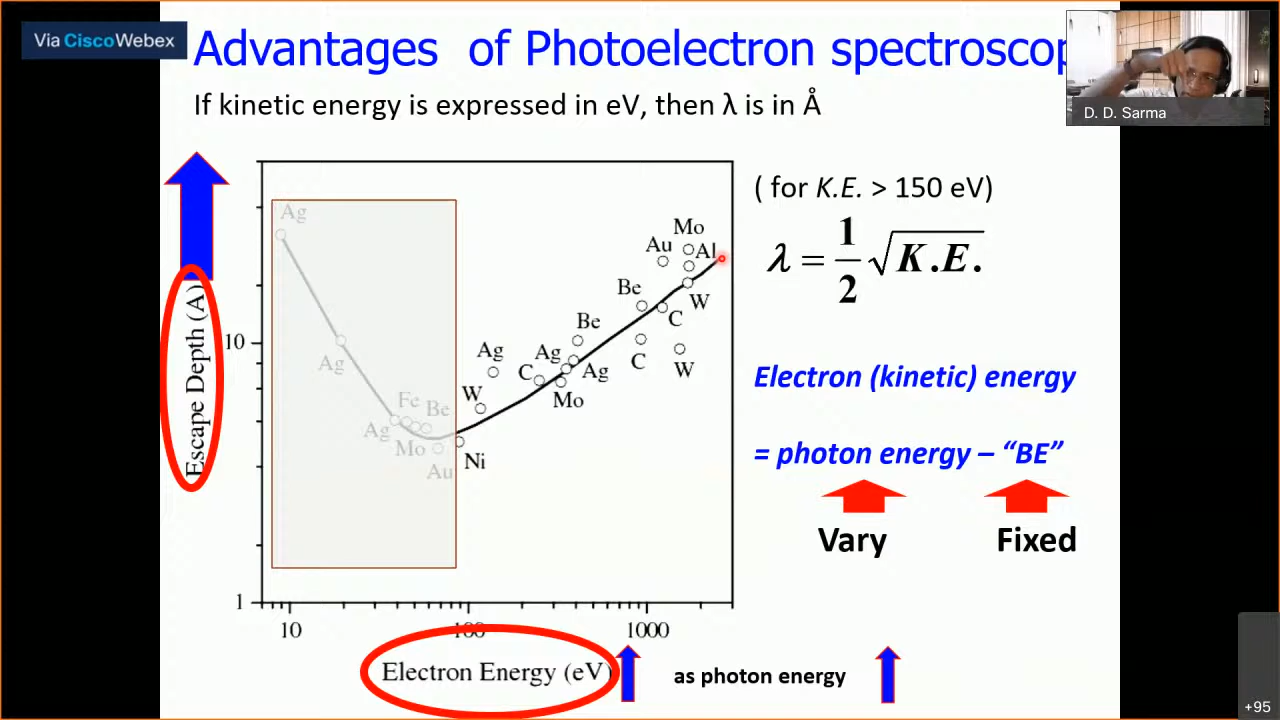 Via CiscoWebex
Advantages of Photoelectron spectroscop
D. D. Sarma
If kinetic energy is expressed in eV, then λ is in Å
( for K.E. > 150 eV)
λ = 1/2 √K.E.
Electron (kinetic) energy
= photon energy – “BE”
Vary
Fixed
Escape Depth (A)
10
1
Ag
Ag
Ag
Fe
Be
Mo
Au
Ni
W
Ag
C
Ag
Be
Mo
Ag
Be
C
C
Au
Mo
Al
W
W
10
100
1000
Electron Energy (eV)
as photon energy
+95